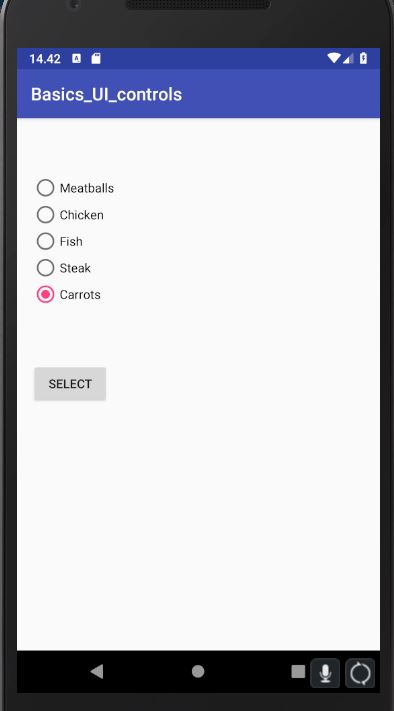 14.42
Basics_UI_controls
Meatballs
Chicken
Fish
Steak
Carrots
SELECT